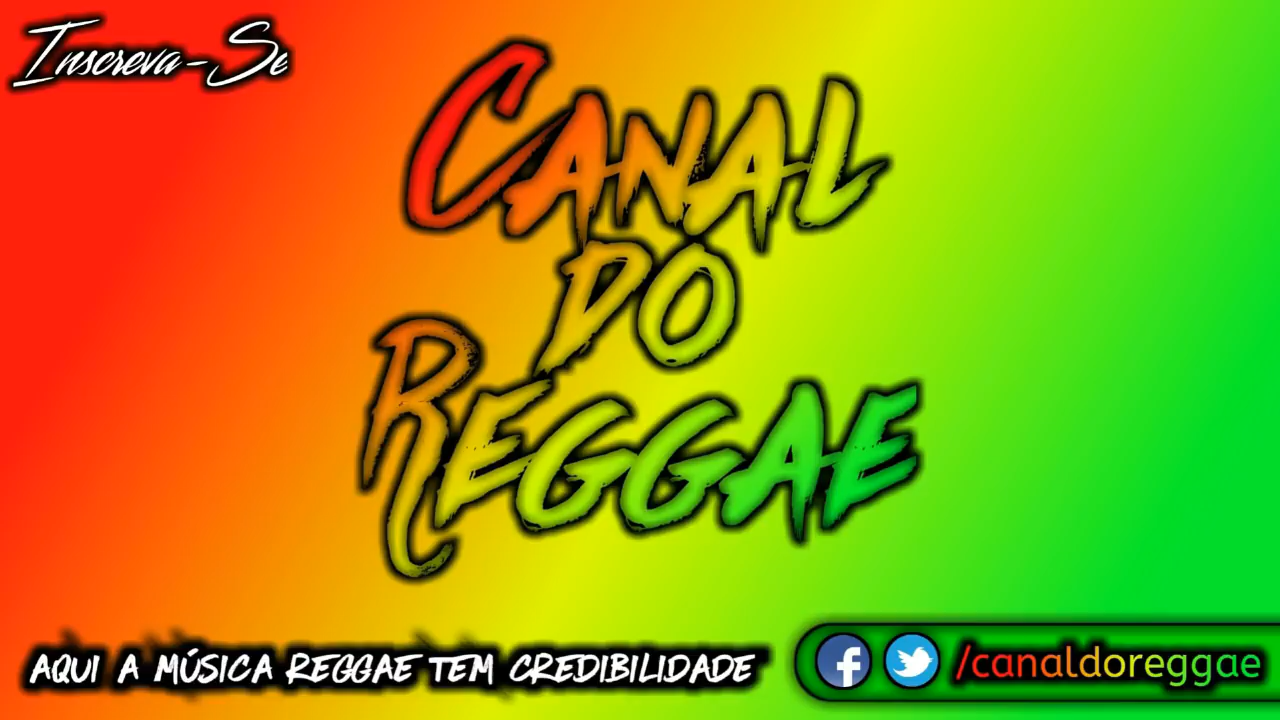 Inscreva-Se
CANAL
DO
REGGAE
AQUI A MÚSICA REGGAE TEM CREDIBILIDADE
/canaldoreggae